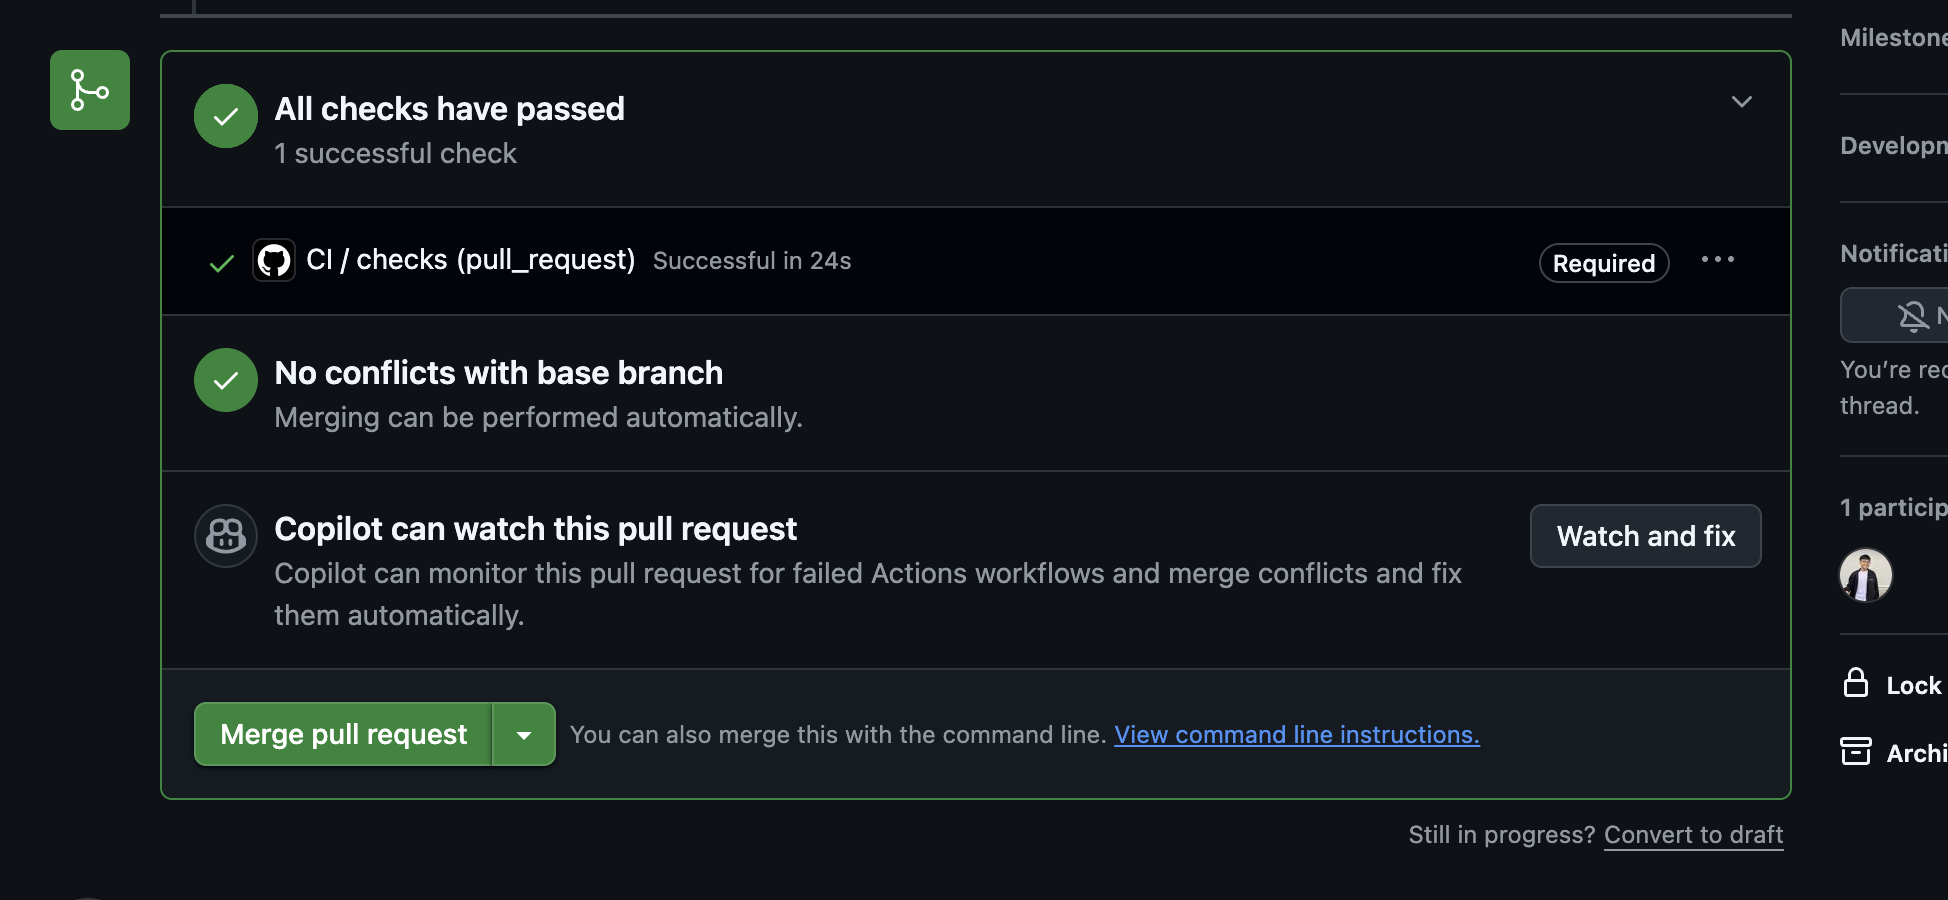 All checks have passed
1 successful check
CI / checks (pull_request) Successful in 24s
Required
No conflicts with base branch
Merging can be performed automatically.
Copilot can watch this pull request
Copilot can monitor this pull request for failed Actions workflows and merge conflicts and fix
them automatically.
Watch and fix
Merge pull request
You can also merge this with the command line. View command line instructions.
Still in progress? Convert to draft
Milestone
Developm
Notificati
N
You're rec
thread.
1 particip
Lock
Archi